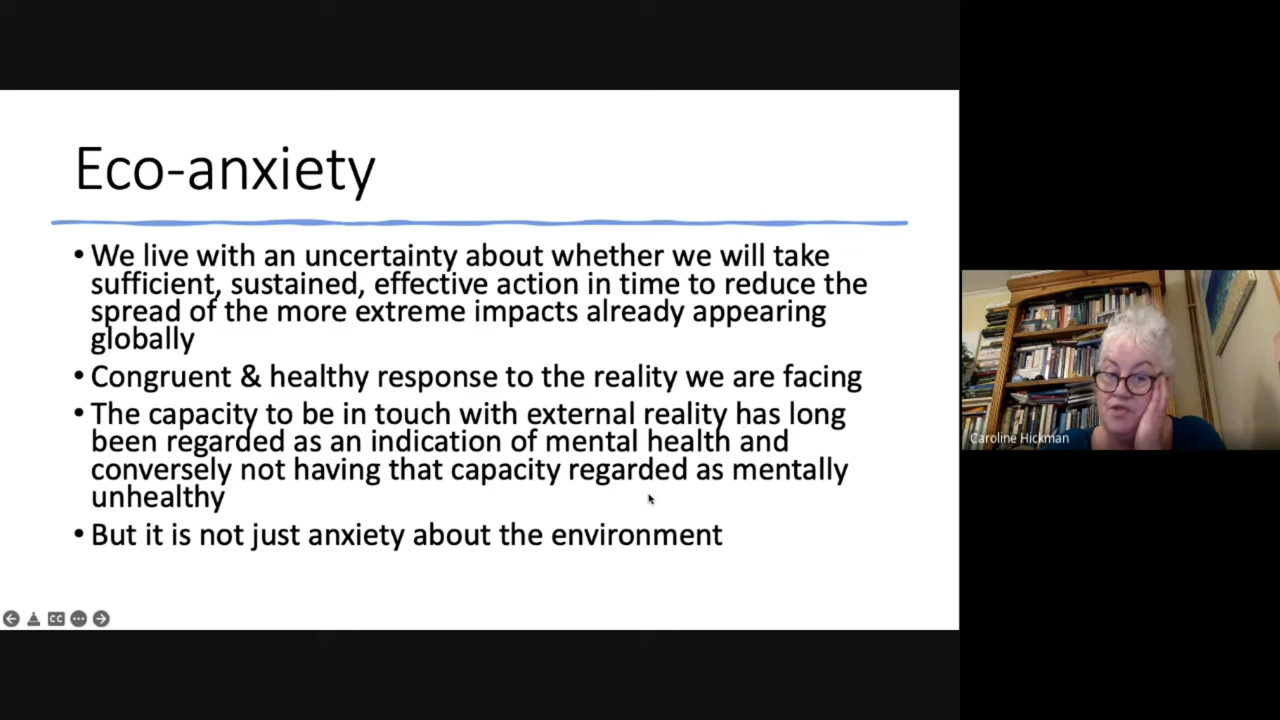 Eco-anxiety
• We live with an uncertainty about whether we will take
sufficient, sustained, effective action in time to reduce the
spread of the more extreme impacts already appearing
globally
• Congruent & healthy response to the reality we are facing
• The capacity to be in touch with external reality has long
been regarded as an indication of mental health and
conversely not having that capacity regarded as mentally
unhealthy
• But it is not just anxiety about the environment
CC
Caroline Hickman